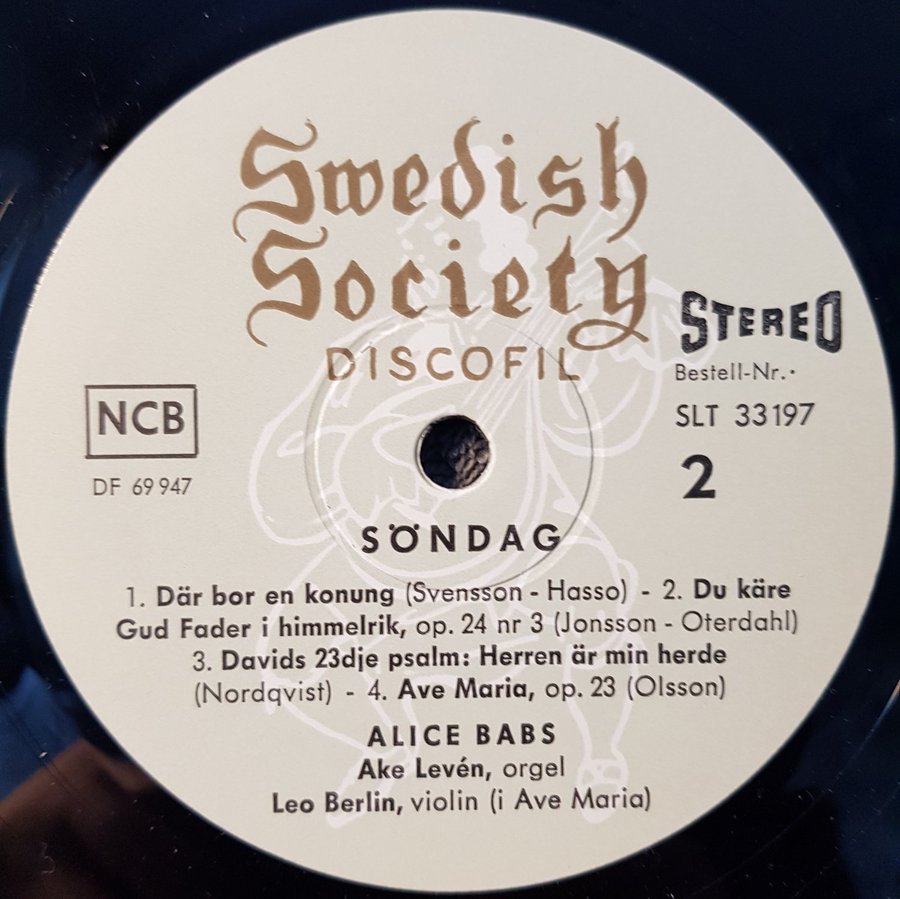 Swedish
Society
DISCOFIL
STEREO
Bestell-Nr.·
SLT 33197
2
NCB
DF 69 947
SÖNDAG
1. Där bor en konung (Svensson - Hasso) - 2. Du käre
Gud Fader i himmelrik, op. 24 nr 3 (Jonsson - Oterdahl)
3. Davids 23dje psalm: Herren är min herde
(Nordqvist) - 4. Ave Maria, op. 23 (Olsson)
ALICE BABS
Ake Levén, orgel
Leo Berlin, violin (i Ave Maria)